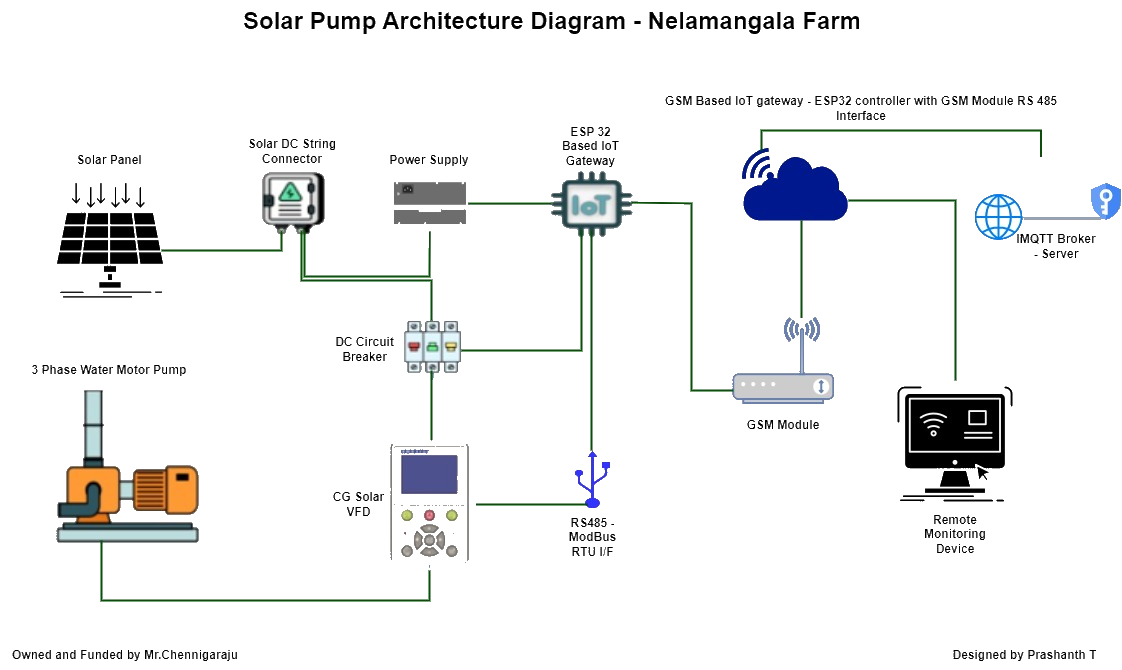 Solar Pump Architecture Diagram - Nelamangala Farm
GSM Based IoT gateway - ESP32 controller with GSM Module RS 485
Interface
Solar Panel
Solar DC String
Connector
Power Supply
ESP 32
Based IoT
Gateway
IoT
IMQTT Broker
- Server
DC Circuit
Breaker
3 Phase Water Motor Pump
GSM Module
CG Solar
VFD
RS485 -
ModBus
RTU I/F
Remote
Monitoring
Device
Owned and Funded by Mr.Chennigaraju
Designed by Prashanth T